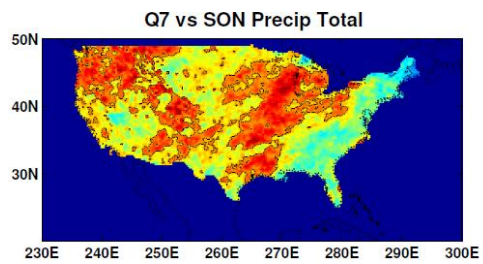 Q7 vs SON Precip Total
50N
40N
30N
230E 240E 250E 260E 270E 280E 290E 300E